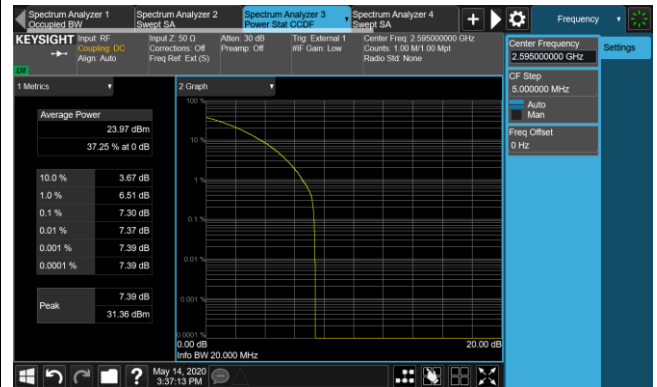 Spectrum Analyzer 1
Occupied BW
Spectrum Analyzer 2
Swept SA
Spectrum Analyzer 3
Power Stat CCDF
Spectrum Analyzer 4
Swept SA
Frequency
KEYSIGHT
Input: RF
Coupling: DC
Align: Auto
Input Z: 50 Ω
Corrections: Off
Freq Ref: Ext (S)
Atten: 30 dB
Preamp: Off
Trig: External 1
#IF Gain: Low
Center Freq: 2.595000000 GHz
Counts: 1.00 M/1.00 Mpt
Radio Std: None
LXI
Center Frequency
2.595000000 GHz
Settings
CF Step
5.000000 MHz
Auto
Man
Freq Offset
0 Hz
1 Metrics
Average Power
23.97 dBm
37.25 % at 0 dB
10.0 % 3.67 dB
1.0 % 6.51 dB
0.1 % 7.30 dB
0.01 % 7.37 dB
0.001 % 7.39 dB
0.0001 % 7.39 dB
Peak
7.39 dB
31.36 dBm
2 Graph
100 %
10 %
1 %
0.1 %
0.01 %
0.001 %
0.0001 %
0.00 dB
20.00 dB
Info BW 20.000 MHz
May 14, 2020
3:37:13 PM